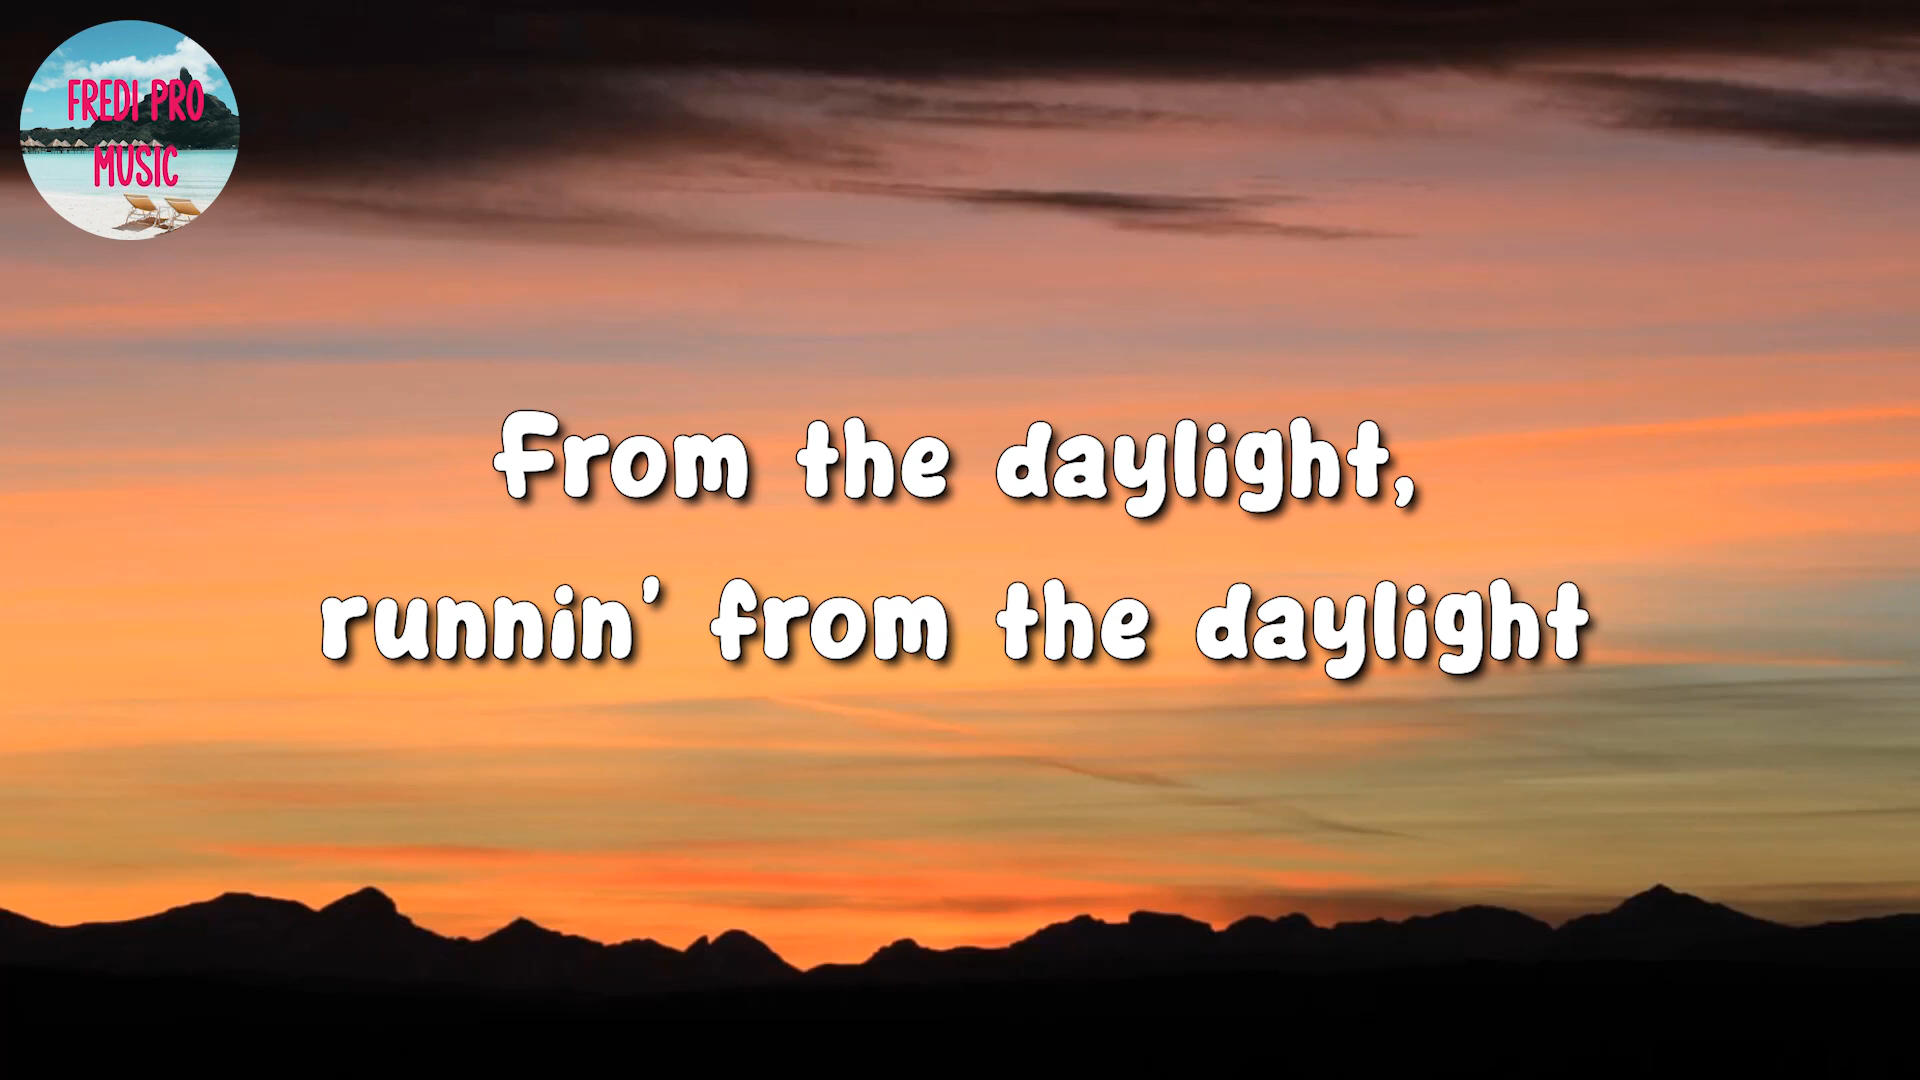 FREDI PRO
MUSIC
From the daylight,
runnin' from the daylight